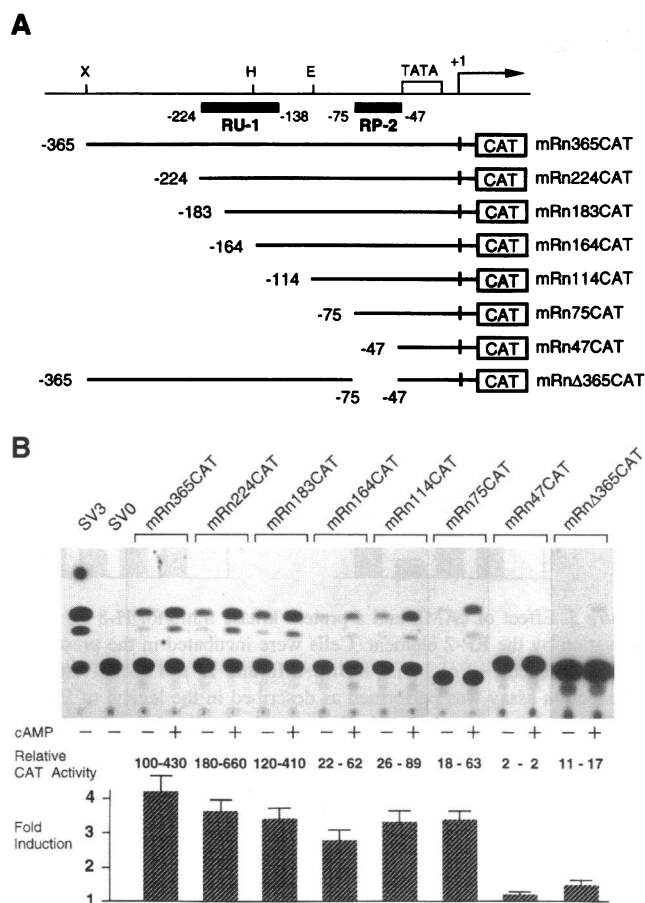 A
X H E TATA +1
-224 RU-1 -138 -75 RP-2 -47
-365 CAT mRn365CAT
-224 CAT mRn224CAT
-183 CAT mRn183CAT
-164 CAT mRn164CAT
-114 CAT mRn114CAT
-75 CAT mRn75CAT
-47 CAT mRn47CAT
-365 -75 -47 CAT mRnΔ365CAT
B
SV3 SV0 mRn365CAT mRn224CAT mRn183CAT mRn164CAT mRn114CAT mRn75CAT mRn47CAT mRnΔ365CAT
cAMP − − − + − + − + − + − + − + − + − +
Relative CAT Activity 100-430 180-660 120-410 22 - 62 26 - 89 18 - 63 2 - 2 11 - 17
Fold Induction
4
3
2
1